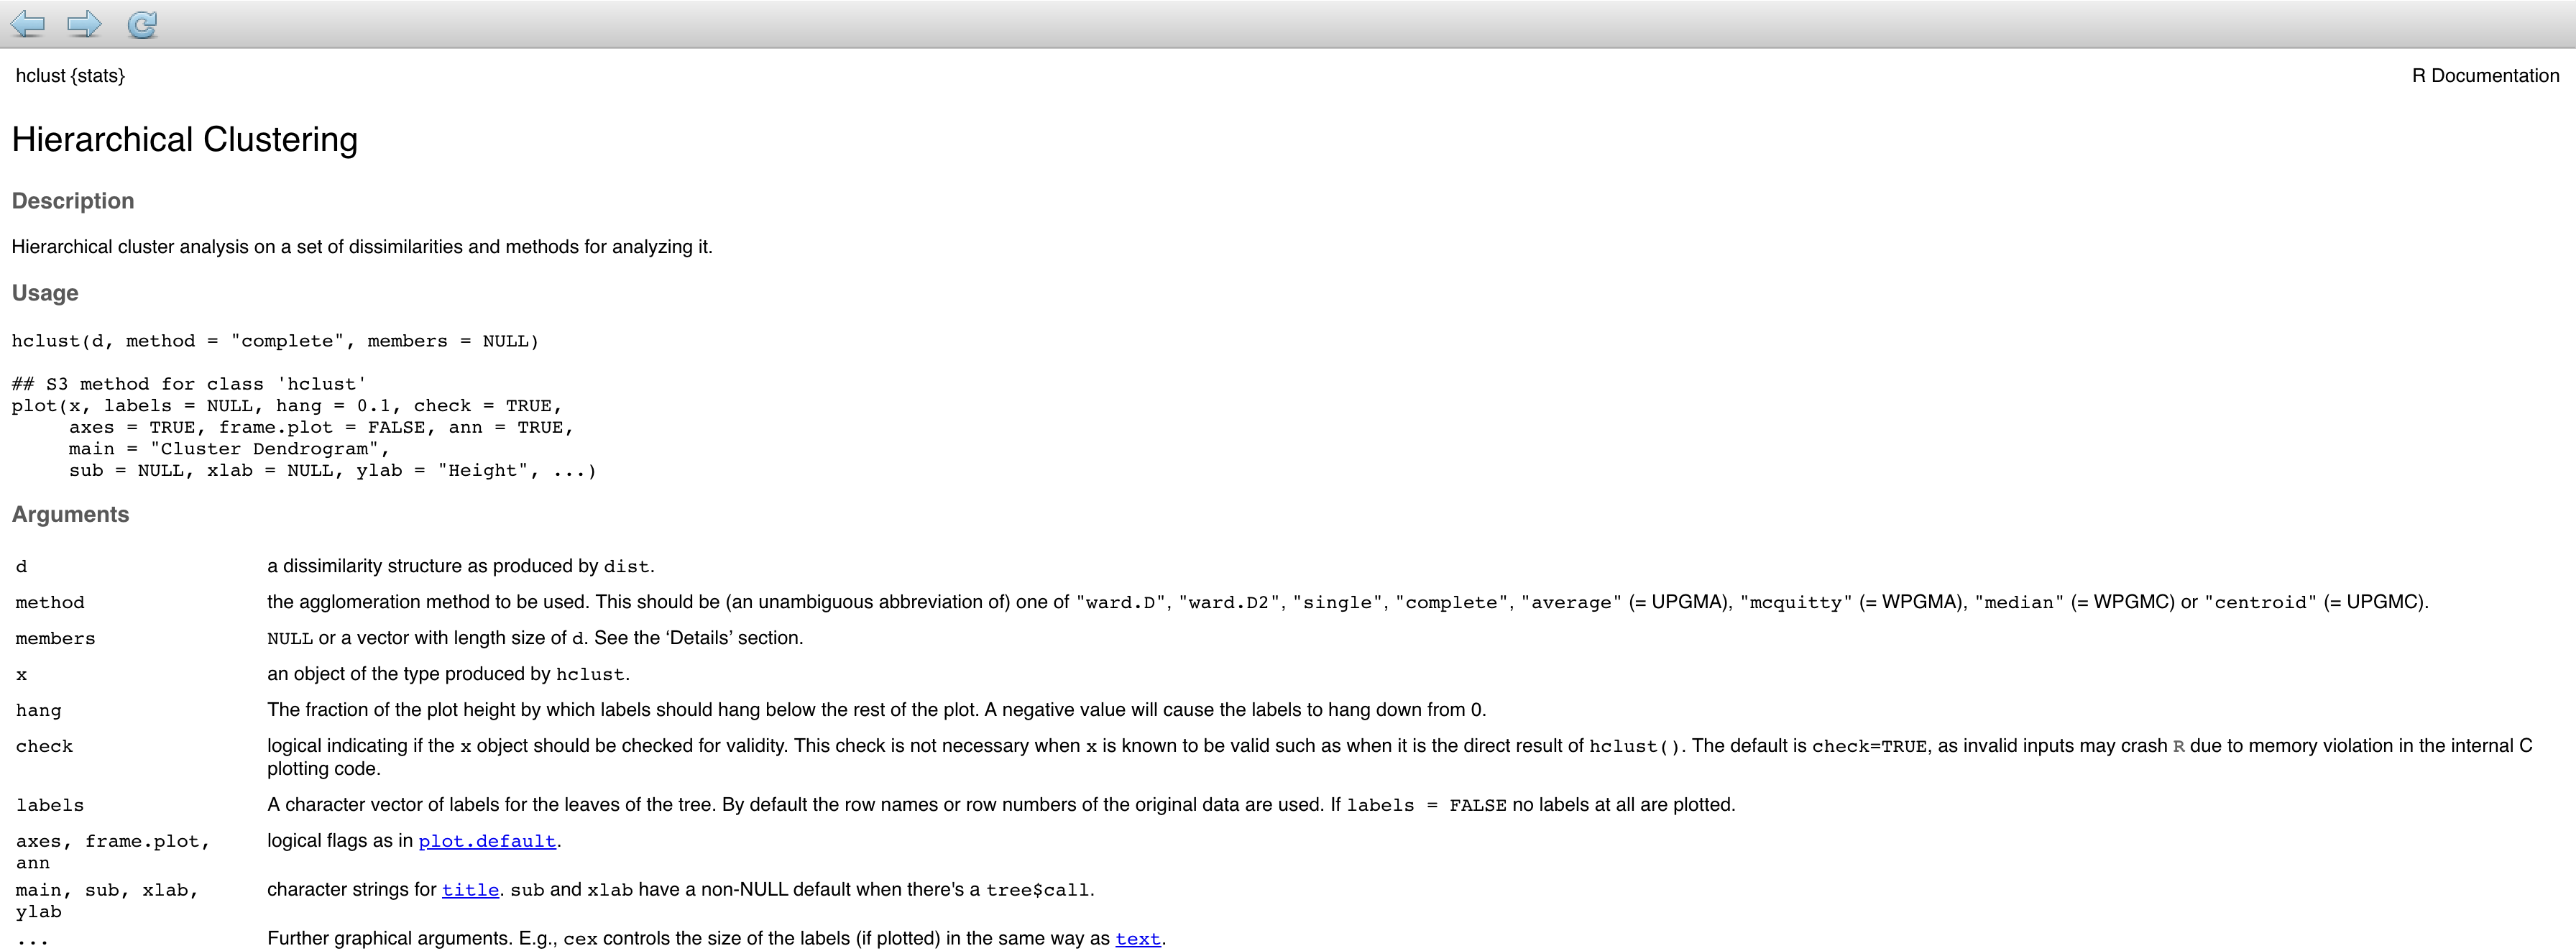 hclust {stats}
R Documentation
Hierarchical Clustering
Description
Hierarchical cluster analysis on a set of dissimilarities and methods for analyzing it.
Usage
hclust(d, method = "complete", members = NULL)
## S3 method for class 'hclust'
plot(x, labels = NULL, hang = 0.1, check = TRUE,
     axes = TRUE, frame.plot = FALSE, ann = TRUE,
     main = "Cluster Dendrogram",
     sub = NULL, xlab = NULL, ylab = "Height", ...)
Arguments
d a dissimilarity structure as produced by dist.
method the agglomeration method to be used. This should be (an unambiguous abbreviation of) one of "ward.D", "ward.D2", "single", "complete", "average" (= UPGMA), "mcquitty" (= WPGMA), "median" (= WPGMC) or "centroid" (= UPGMC).
members NULL or a vector with length size of d. See the ‘Details’ section.
x an object of the type produced by hclust.
hang The fraction of the plot height by which labels should hang below the rest of the plot. A negative value will cause the labels to hang down from 0.
check logical indicating if the x object should be checked for validity. This check is not necessary when x is known to be valid such as when it is the direct result of hclust(). The default is check=TRUE, as invalid inputs may crash R due to memory violation in the internal C
plotting code.
labels A character vector of labels for the leaves of the tree. By default the row names or row numbers of the original data are used. If labels = FALSE no labels at all are plotted.
axes, frame.plot, logical flags as in plot.default.
ann
main, sub, xlab, character strings for title. sub and xlab have a non-NULL default when there's a tree$call.
ylab
... Further graphical arguments. E.g., cex controls the size of the labels (if plotted) in the same way as text.